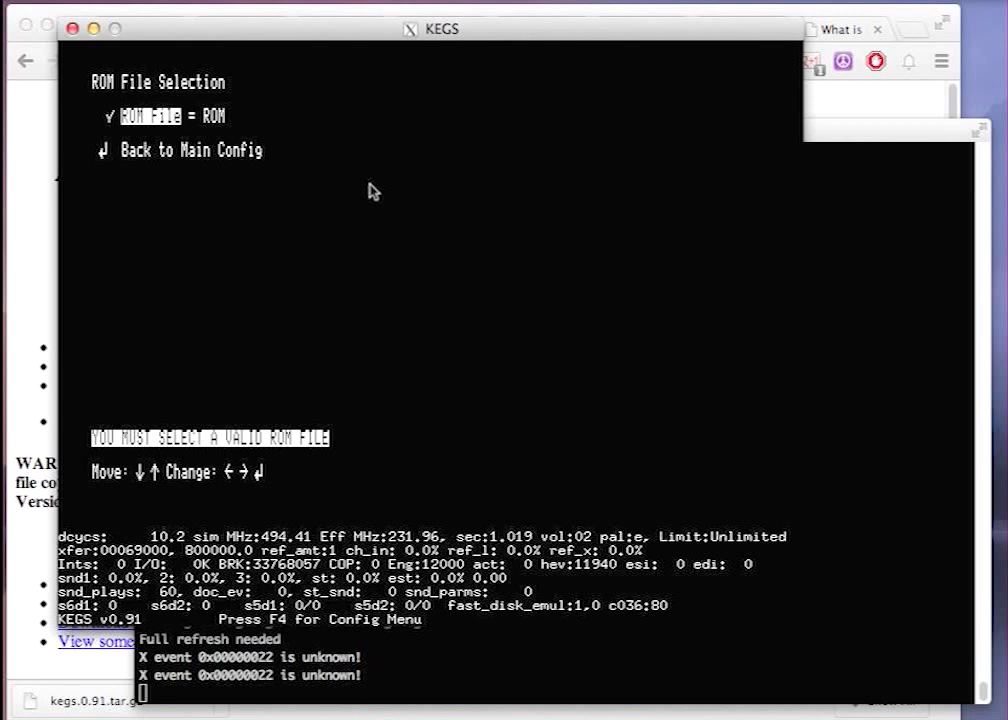 KEGS
What is
ROM File Selection
√ ROM File = ROM
Back to Main Config
YOU MUST SELECT A VALID ROM FILE
Move: ↓ ↑ Change: ← → ↲
WAR
file co
Versio
dcycs: 10.2 sim MHz:494.41 Eff MHz:231.96, sec:1.019 vol:02 pal:e, Limit:Unlimited
xfer:00069000, 800000.0 ref_amt:1 ch_in: 0.0% ref_l: 0.0% ref_x: 0.0%
Ints: 0 I/O: 0K BRK:33768057 COP: 0 Eng:12000 act: 0 hev:11940 esi: 0 edi: 0
snd1: 0.0%, 2: 0.0%, 3: 0.0%, st: 0.0% est: 0.0% 0.00
snd_plays: 60, doc_ev: 0, st_snd: 0 snd_parms: 0
s6d1: 0 s6d2: 0 s5d1: 0/0 s5d2: 0/0 fast_disk_emul:1,0 c036:80
KEGS v0.91 Press F4 for Config Menu
Full refresh needed
View some
X event 0x00000022 is unknown!
X event 0x00000022 is unknown!
kegs.0.91.tar.g